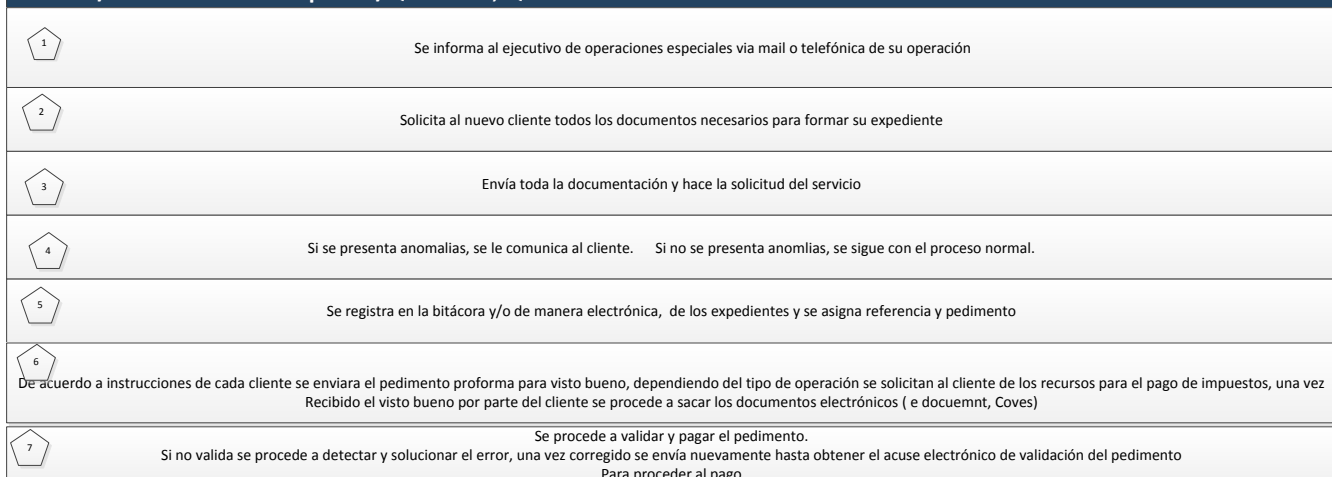 1
Se informa al ejecutivo de operaciones especiales via mail o telefónica de su operación
2
Solicita al nuevo cliente todos los documentos necesarios para formar su expediente
3
Envía toda la documentación y hace la solicitud del servicio
4
Si se presenta anomalias, se le comunica al cliente. Si no se presenta anomlias, se sigue con el proceso normal.
5
Se registra en la bitácora y/o de manera electrónica, de los expedientes y se asigna referencia y pedimento
6
De acuerdo a instrucciones de cada cliente se enviara el pedimento proforma para visto bueno, dependiendo del tipo de operación se solicitan al cliente de los recursos para el pago de impuestos, una vez
Recibido el visto bueno por parte del cliente se procede a sacar los documentos electrónicos ( e docuemnt, Coves)
7
Se procede a validar y pagar el pedimento.
Si no valida se procede a detectar y solucionar el error, una vez corregido se envía nuevamente hasta obtener el acuse electrónico de validación del pedimento
Para proceder al pago